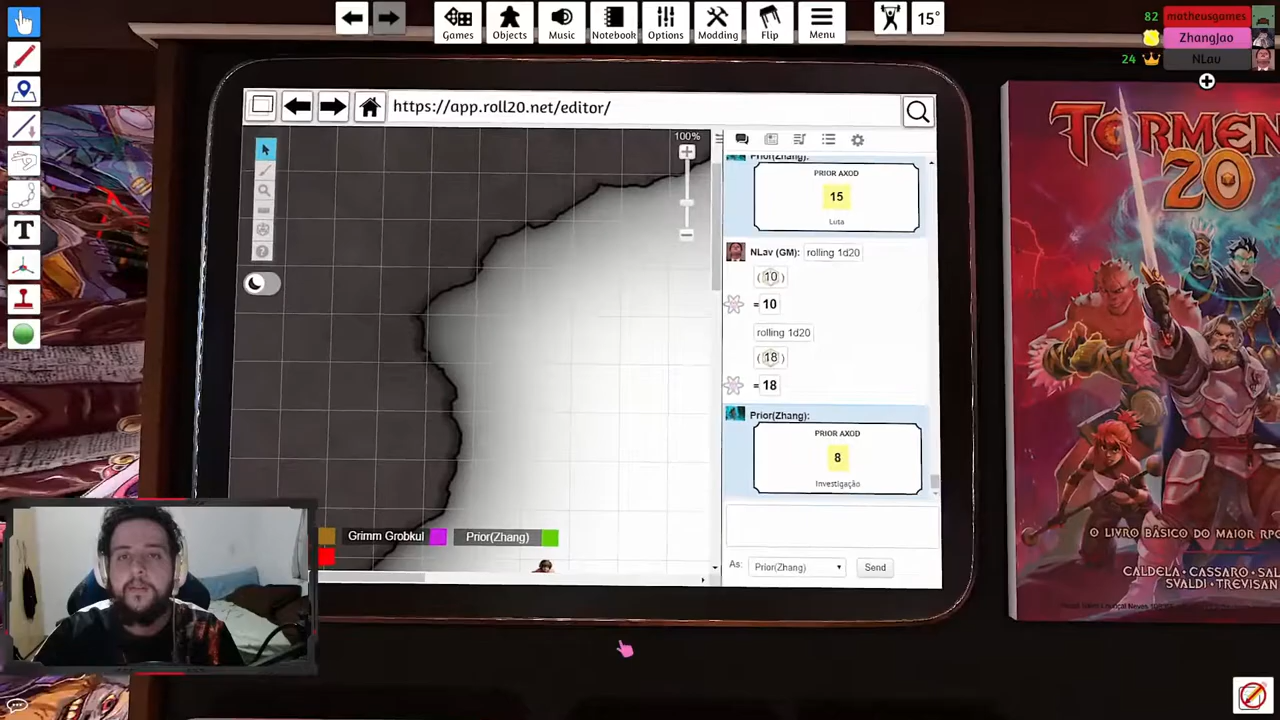 Games
Objects
Music
Notebook
Options
Modding
Flip
Menu
15°
82 matheusgames
ZhangJao
24 NLav
https://app.roll20.net/editor/
100%
Prior(Zhang):
PRIOR AXOD
15
Luta
NLav (GM): rolling 1d20
(10)
= 10
rolling 1d20
(18)
= 18
Prior(Zhang):
PRIOR AXOD
8
Investigação
Grimm Grobkul
Prior(Zhang)
As: Prior(Zhang)
Send
T
TORMEN
20
O LIVRO BÁSICO DO MAIOR RPG
CALDELA · CASSARO · SAL
SVALDI · TREVISAN